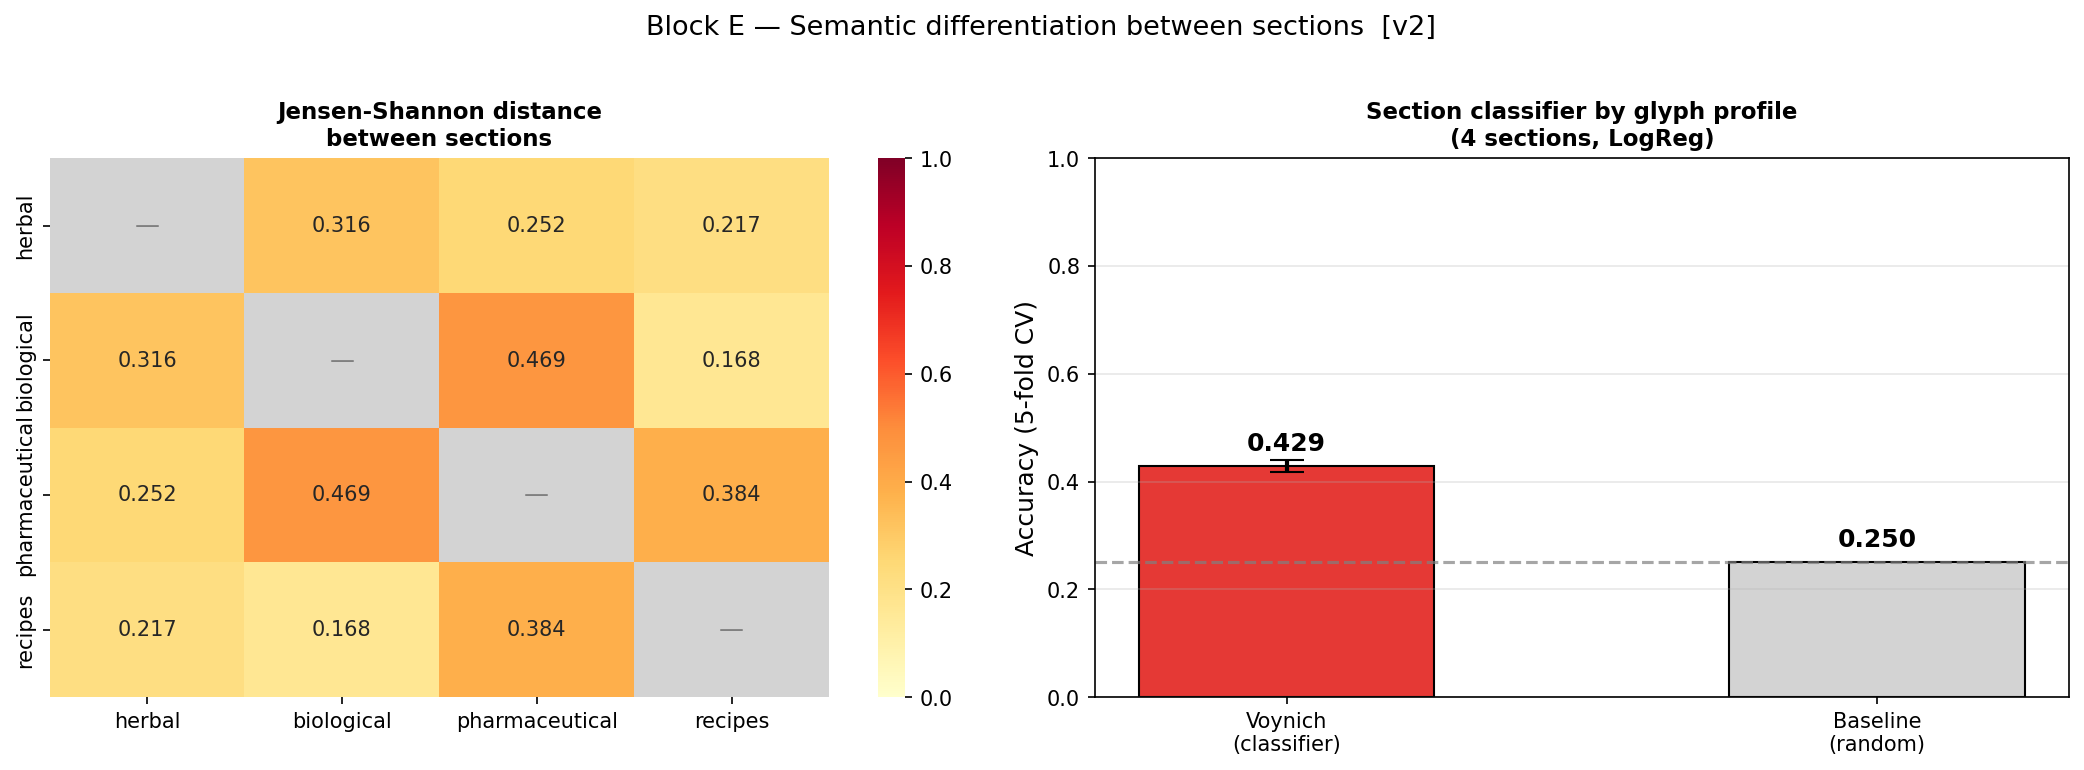 Block E — Semantic differentiation between sections  [v2]
Jensen-Shannon distance
between sections
herbal
biological
pharmaceutical
recipes
— 0.316 0.252 0.217
0.316 — 0.469 0.168
0.252 0.469 — 0.384
0.217 0.168 0.384 —
herbal biological pharmaceutical recipes
1.0
0.8
0.6
0.4
0.2
0.0
Section classifier by glyph profile
(4 sections, LogReg)
Accuracy (5-fold CV)
1.0
0.8
0.6
0.4
0.2
0.0
0.429
0.250
Voynich
(classifier)
Baseline
(random)